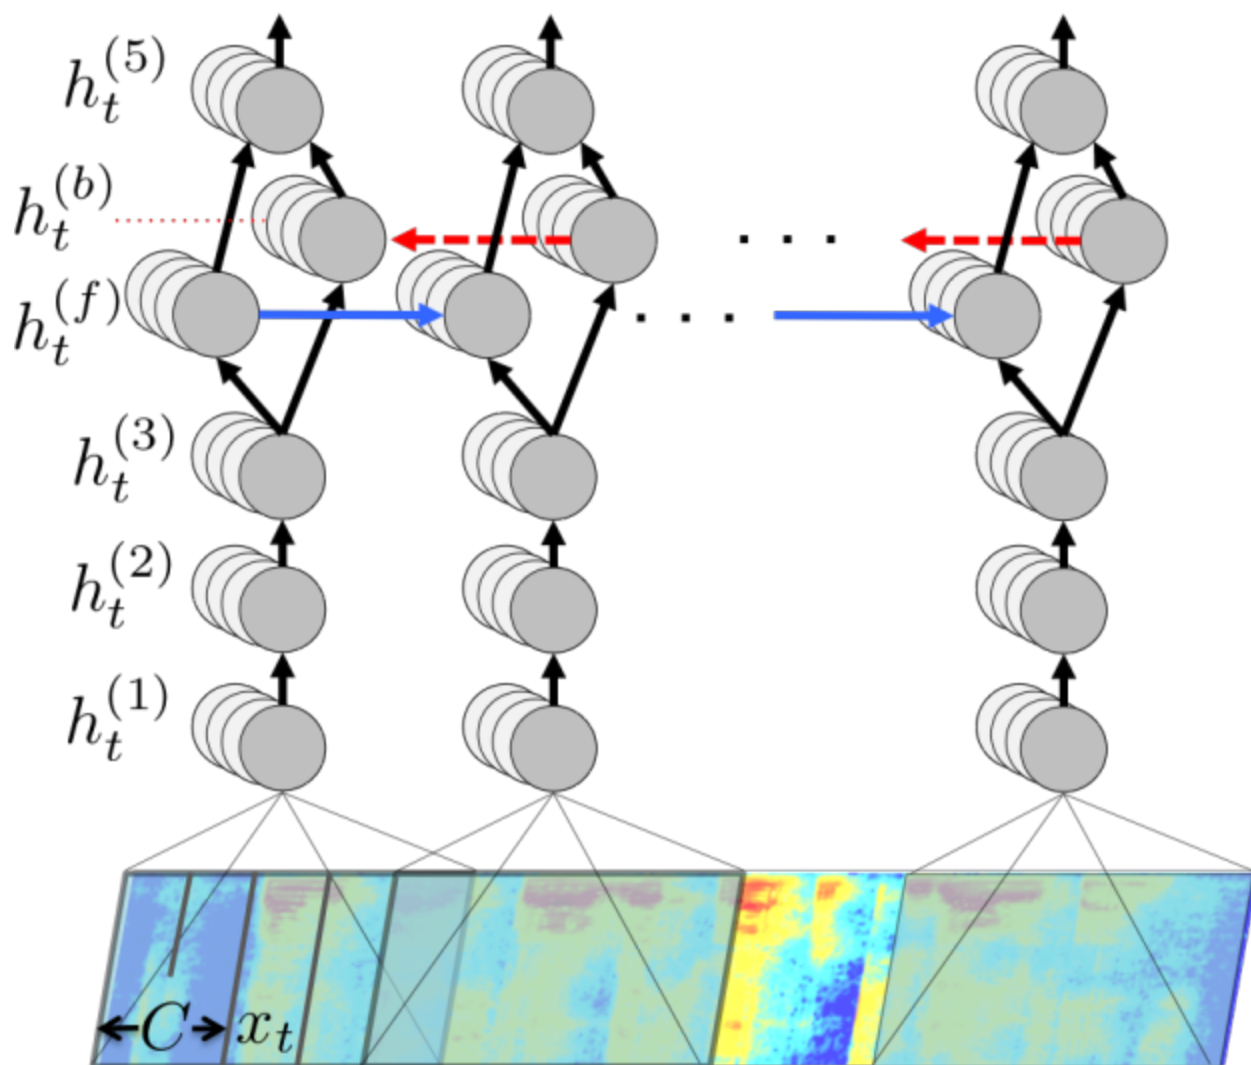 h_t^{(5)}
h_t^{(b)}
. . .
h_t^{(f)}
. . .
h_t^{(3)}
h_t^{(2)}
h_t^{(1)}
C x_t